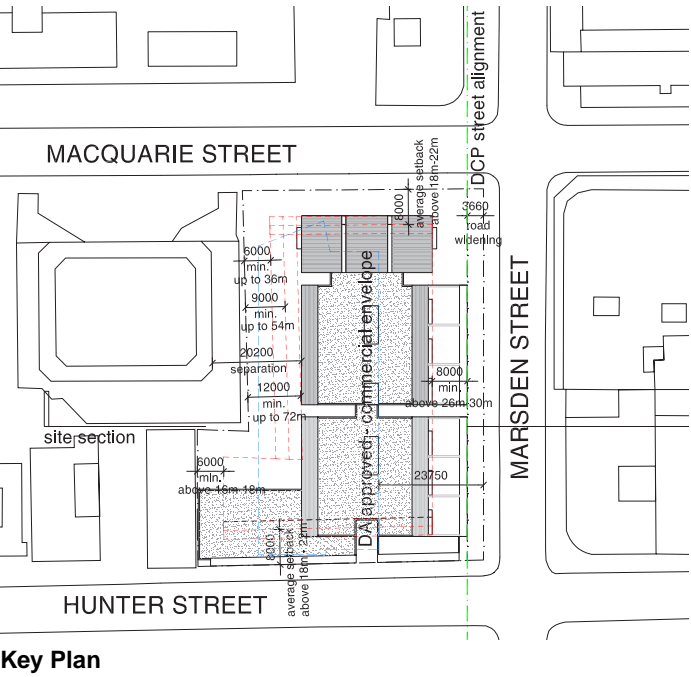 DCP street alignment
MACQUARIE STREET
8000
average setback
above 18m-22m
3660
road
widening
6000
min.
up to 36m
9000
min.
up to 54m
20200
separation
12000
min.
up to 72m
DA approved - commercial envelope
8000
min.
above 26m-30m
MARSDEN STREET
site section
6000
min.
above 16m-18m
23750
8000
average setback
above 18m - 22m
HUNTER STREET
Key Plan